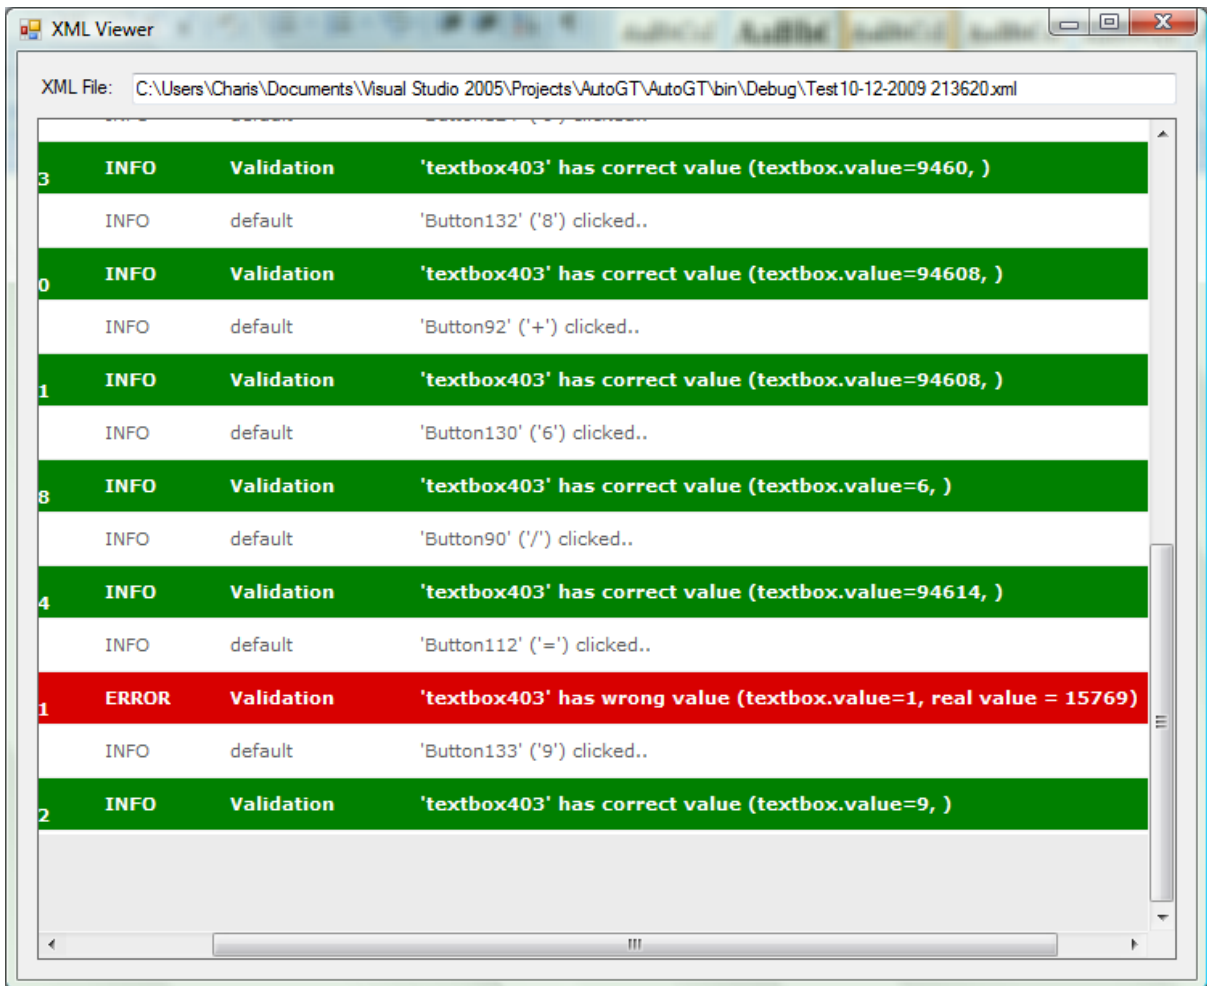 XML Viewer
XML File: C:\Users\Charis\Documents\Visual Studio 2005\Projects\AutoGT\AutoGT\bin\Debug\Test10-12-2009 213620.xml
3 INFO Validation 'textbox403' has correct value (textbox.value=9460, )
INFO default 'Button132' ('8') clicked..
0 INFO Validation 'textbox403' has correct value (textbox.value=94608, )
INFO default 'Button92' ('+') clicked..
1 INFO Validation 'textbox403' has correct value (textbox.value=94608, )
INFO default 'Button130' ('6') clicked..
8 INFO Validation 'textbox403' has correct value (textbox.value=6, )
INFO default 'Button90' ('/') clicked..
4 INFO Validation 'textbox403' has correct value (textbox.value=94614, )
INFO default 'Button112' ('=') clicked..
1 ERROR Validation 'textbox403' has wrong value (textbox.value=1, real value = 15769)
INFO default 'Button133' ('9') clicked..
2 INFO Validation 'textbox403' has correct value (textbox.value=9, )